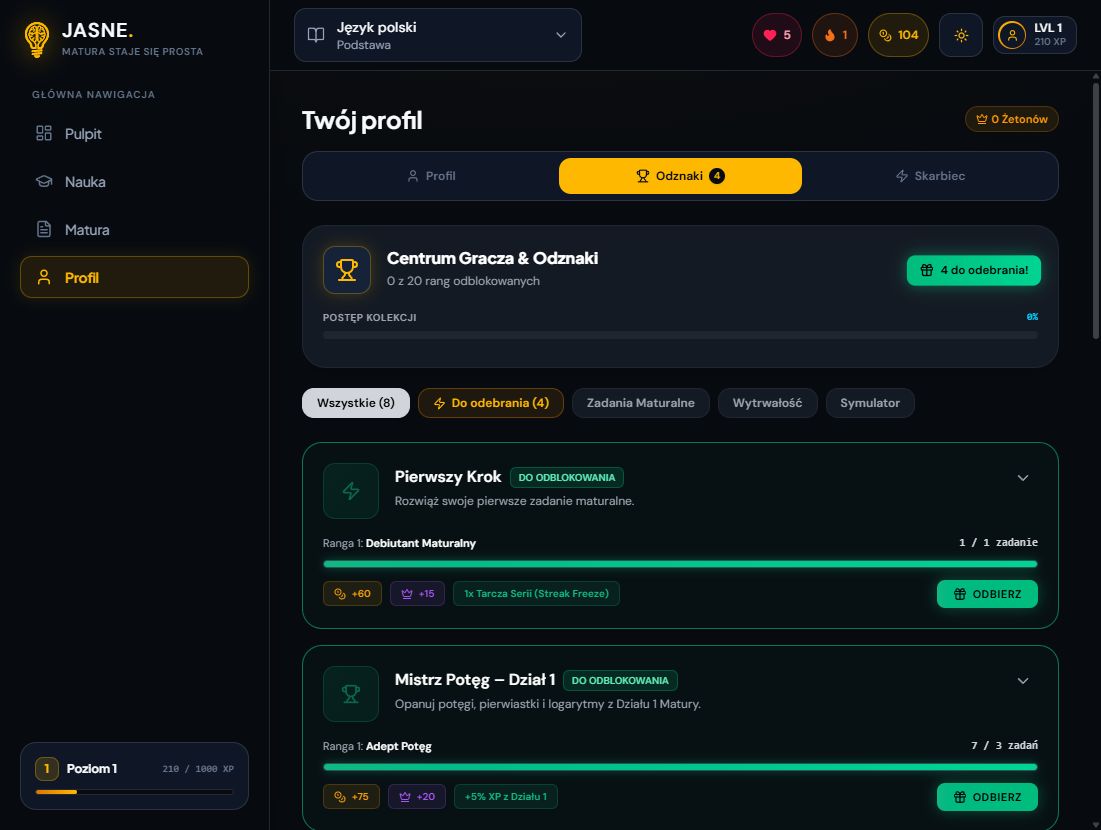 JASNE.
MATURA STAJE SIĘ PROSTA
GŁÓWNA NAWIGACJA
Pulpit
Nauka
Matura
Profil
1
Poziom 1
210 / 1000 XP
Język polski
Podstawa
5
1
104
LVL 1
210 XP
Twój profil
0 Żetonów
Profil
Odznaki 4
Skarbiec
Centrum Gracza & Odznaki
0 z 20 rang odblokowanych
4 do odebrania!
POSTĘP KOLEKCJI
0%
Wszystkie (8)
Do odebrania (4)
Zadania Maturalne
Wytrwałość
Symulator
Pierwszy Krok
DO ODBLOKOWANIA
Rozwiąż swoje pierwsze zadanie maturalne.
Ranga 1: Debiutant Maturalny
1 / 1 zadanie
+60
+15
1x Tarcza Serii (Streak Freeze)
ODBIERZ
Mistrz Potęg – Dział 1
DO ODBLOKOWANIA
Opanuj potęgi, pierwiastki i logarytmy z Działu 1 Matury.
Ranga 1: Adept Potęg
7 / 3 zadań
+75
+20
+5% XP z Działu 1
ODBIERZ